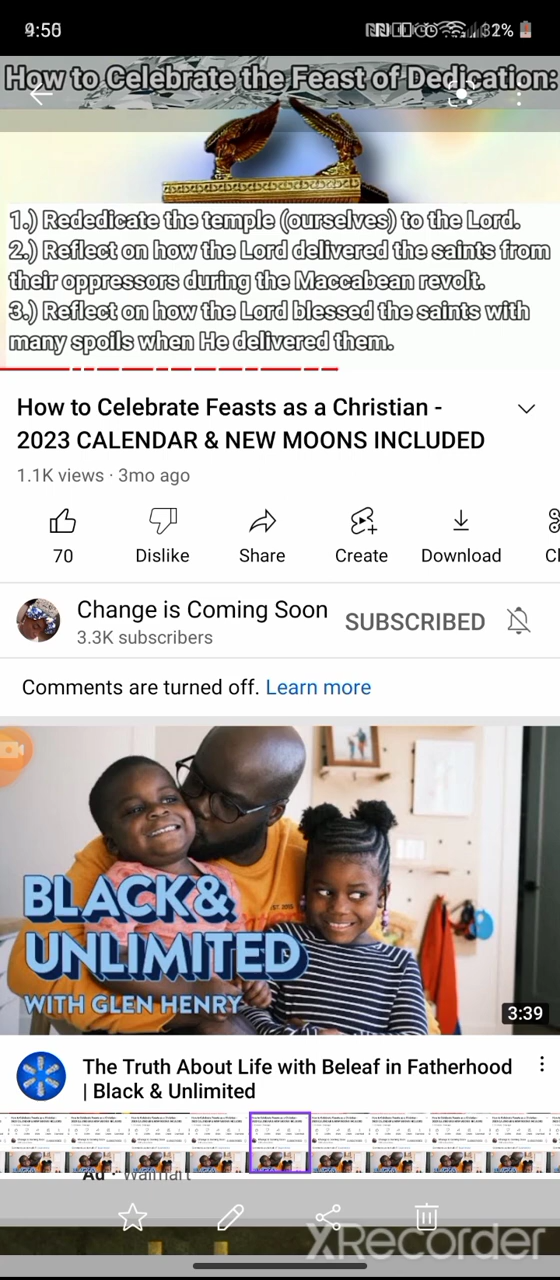 How to Celebrate the Feast of Dedication:
1.) Rededicate the temple (ourselves) to the Lord.
2.) Reflect on how the Lord delivered the saints from
their oppressors during the Maccabean revolt.
3.) Reflect on how the Lord blessed the saints with
many spoils when He delivered them.
How to Celebrate Feasts as a Christian -
2023 CALENDAR & NEW MOONS INCLUDED
1.1K views · 3mo ago
70 Dislike Share Create Download
Change is Coming Soon
SUBSCRIBED
3.3K subscribers
Comments are turned off. Learn more
BLACK&
UNLIMITED
WITH GLEN HENRY
3:39
The Truth About Life with Beleaf in Fatherhood
| Black & Unlimited
Ad · Walmart
XRecorder